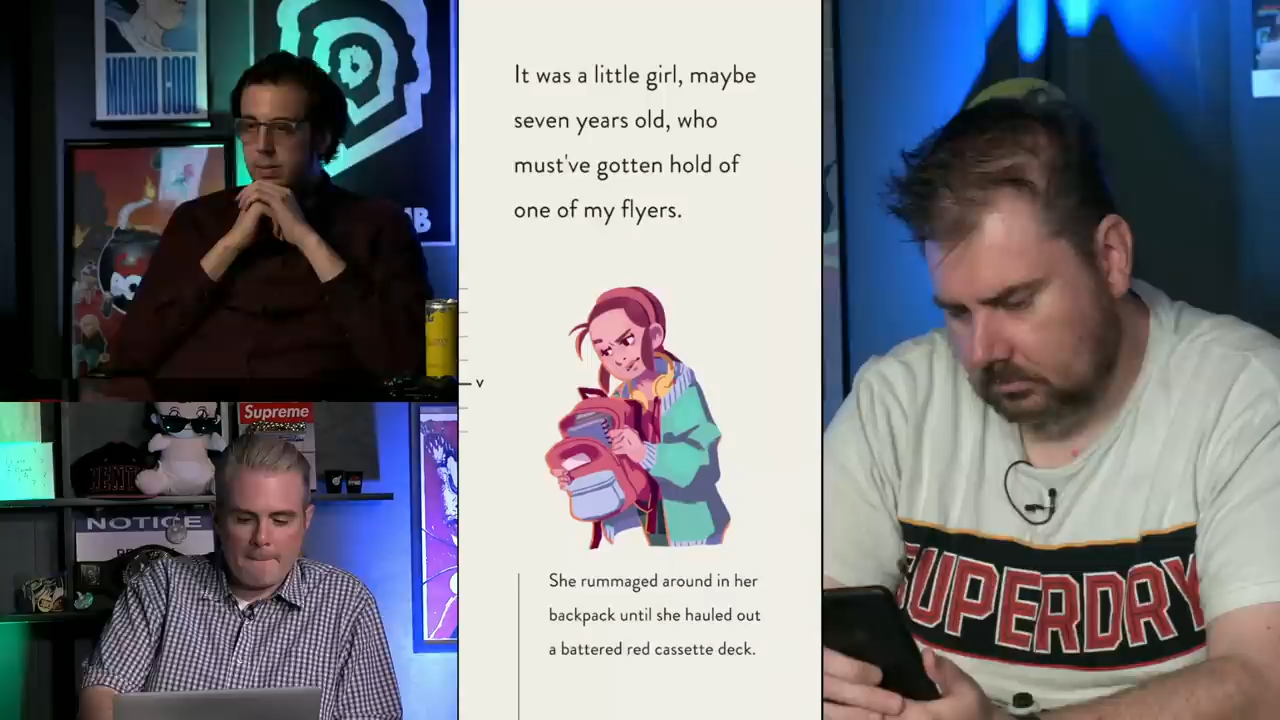 MONDO COOL
It was a little girl, maybe
seven years old, who
must've gotten hold of
one of my flyers.
v
She rummaged around in her
backpack until she hauled out
a battered red cassette deck.
Supreme
NOTICE
SUPERDRY